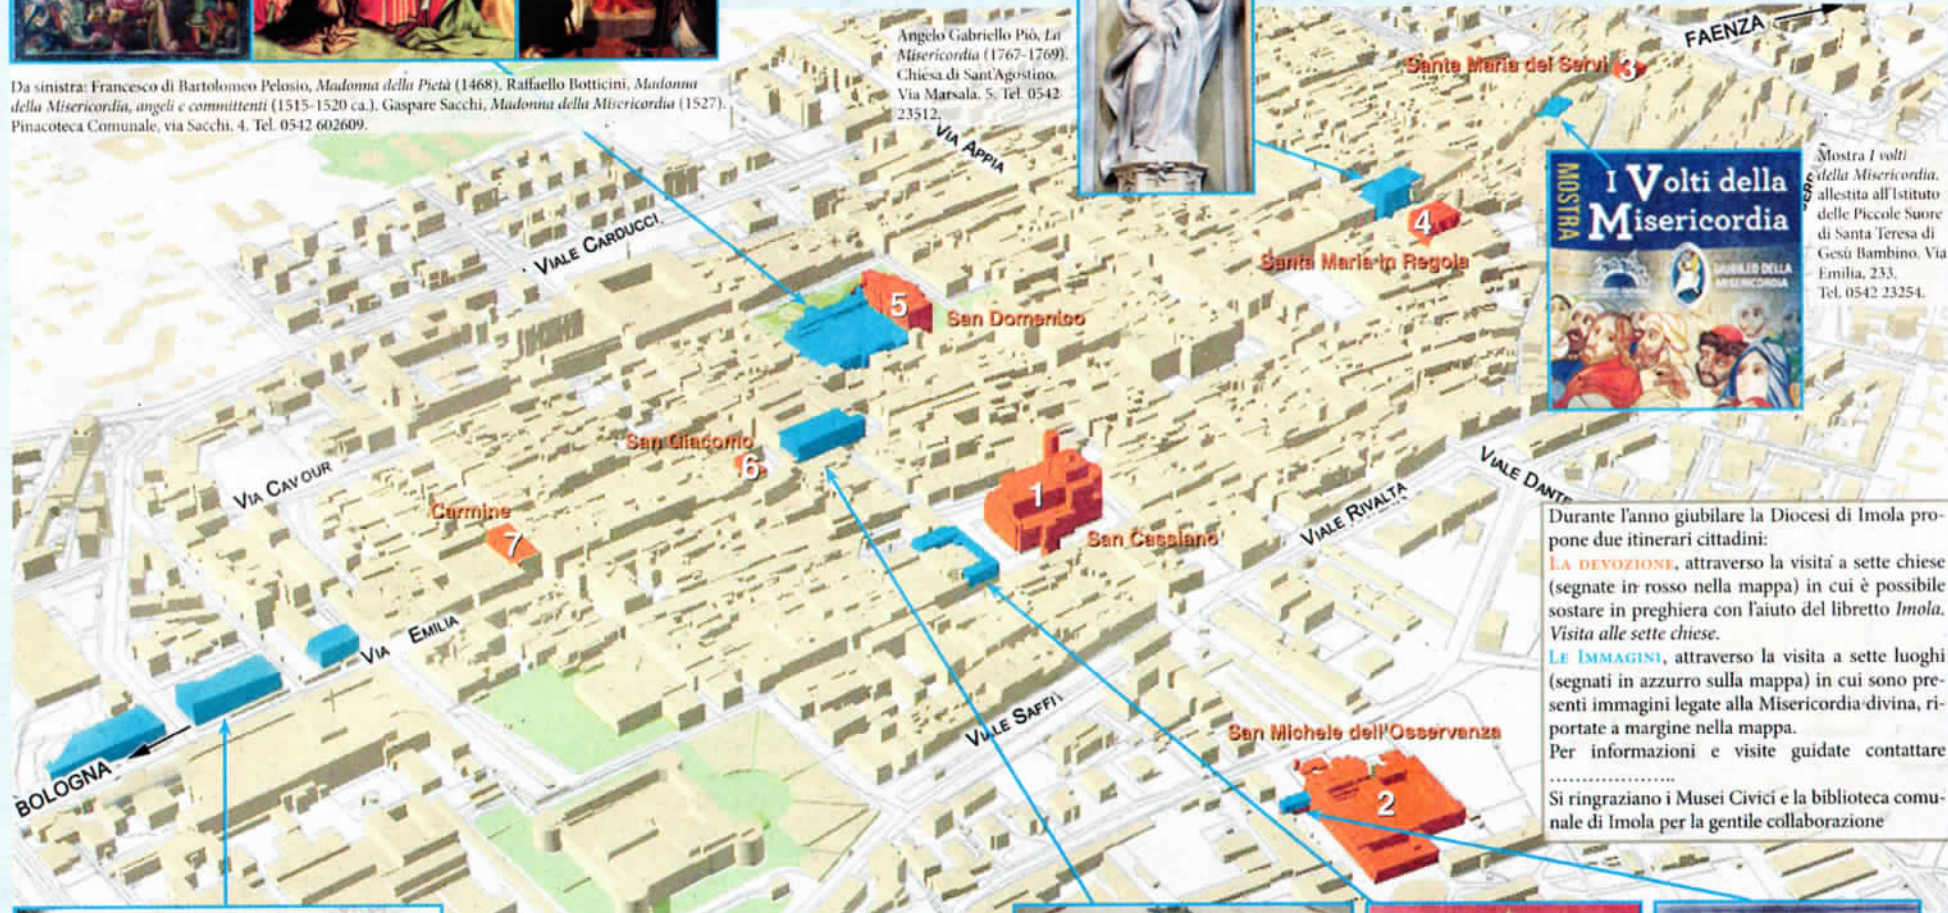 Da sinistra: Francesco di Bartolomeo Pelosio, Madonna della Pietà (1468). Raffaello Botticini, Madonna
della Misericordia, angeli e committenti (1515-1520 ca.). Gaspare Sacchi, Madonna della Misericordia (1527).
Pinacoteca Comunale, via Sacchi, 4. Tel. 0542 602609.
Angelo Gabriello Piò, La
Misericordia (1767-1769).
Chiesa di Sant'Agostino.
Via Marsala, 5. Tel. 0542
23512.
VIA APPIA
FAENZA
Santa Maria dei Servi 3
MOSTRA
I Volti della
Misericordia
GIUBILEO DELLA
MISERICORDIA
Mostra I volti
della Misericordia,
allestita all'Istituto
delle Piccole Suore
di Santa Teresa di
Gesù Bambino. Via
Emilia, 233.
Tel. 0542 23254.
4
Santa Maria in Regola
VIALE CARDUCCI
5
San Domenico
San Giacomo
6
VIA CAVOUR
Carmine
7
1
San Cassiano
VIALE RIVALTA
VIALE DANTE
VIA EMILIA
BOLOGNA
VIALE SAFFI
San Michele dell'Osservanza
2
Durante l'anno giubilare la Diocesi di Imola pro-
pone due itinerari cittadini:
LA DEVOZIONE, attraverso la visita a sette chiese
(segnate in rosso nella mappa) in cui è possibile
sostare in preghiera con l'aiuto del libretto Imola.
Visita alle sette chiese.
LE IMMAGINI, attraverso la visita a sette luoghi
(segnati in azzurro sulla mappa) in cui sono pre-
senti immagini legate alla Misericordia divina, ri-
portate a margine nella mappa.
Per informazioni e visite guidate contattare
...................
Si ringraziano i Musei Civici e la biblioteca comu-
nale di Imola per la gentile collaborazione